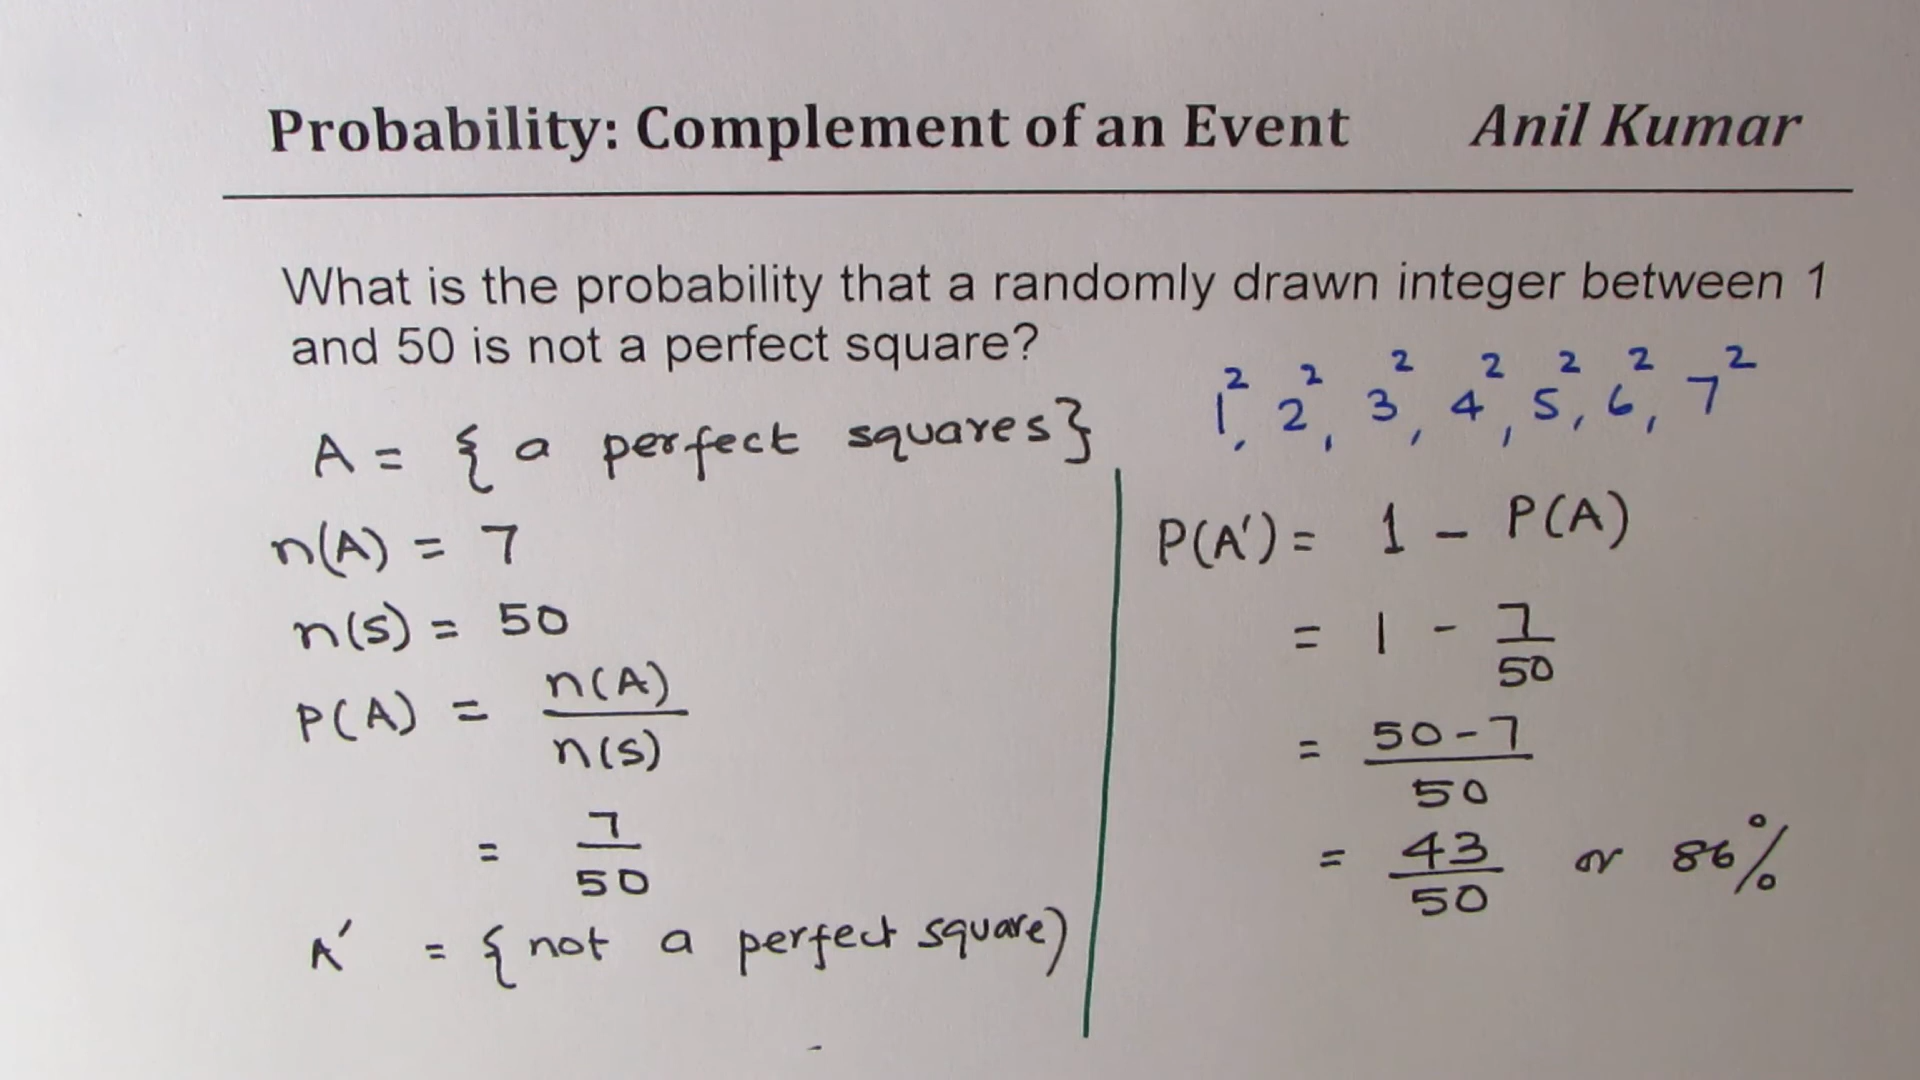 Probability: Complement of an Event Anil Kumar
What is the probability that a randomly drawn integer between 1
and 50 is not a perfect square?
1², 2², 3², 4², 5², 6², 7²
A = { a perfect squares}
n(A) = 7
n(S) = 50
P(A) = n(A)/n(S)
= 7/50
A' = { not a perfect square)
P(A') = 1 - P(A)
= 1 - 7/50
= 50-7/50
= 43/50 or 86%